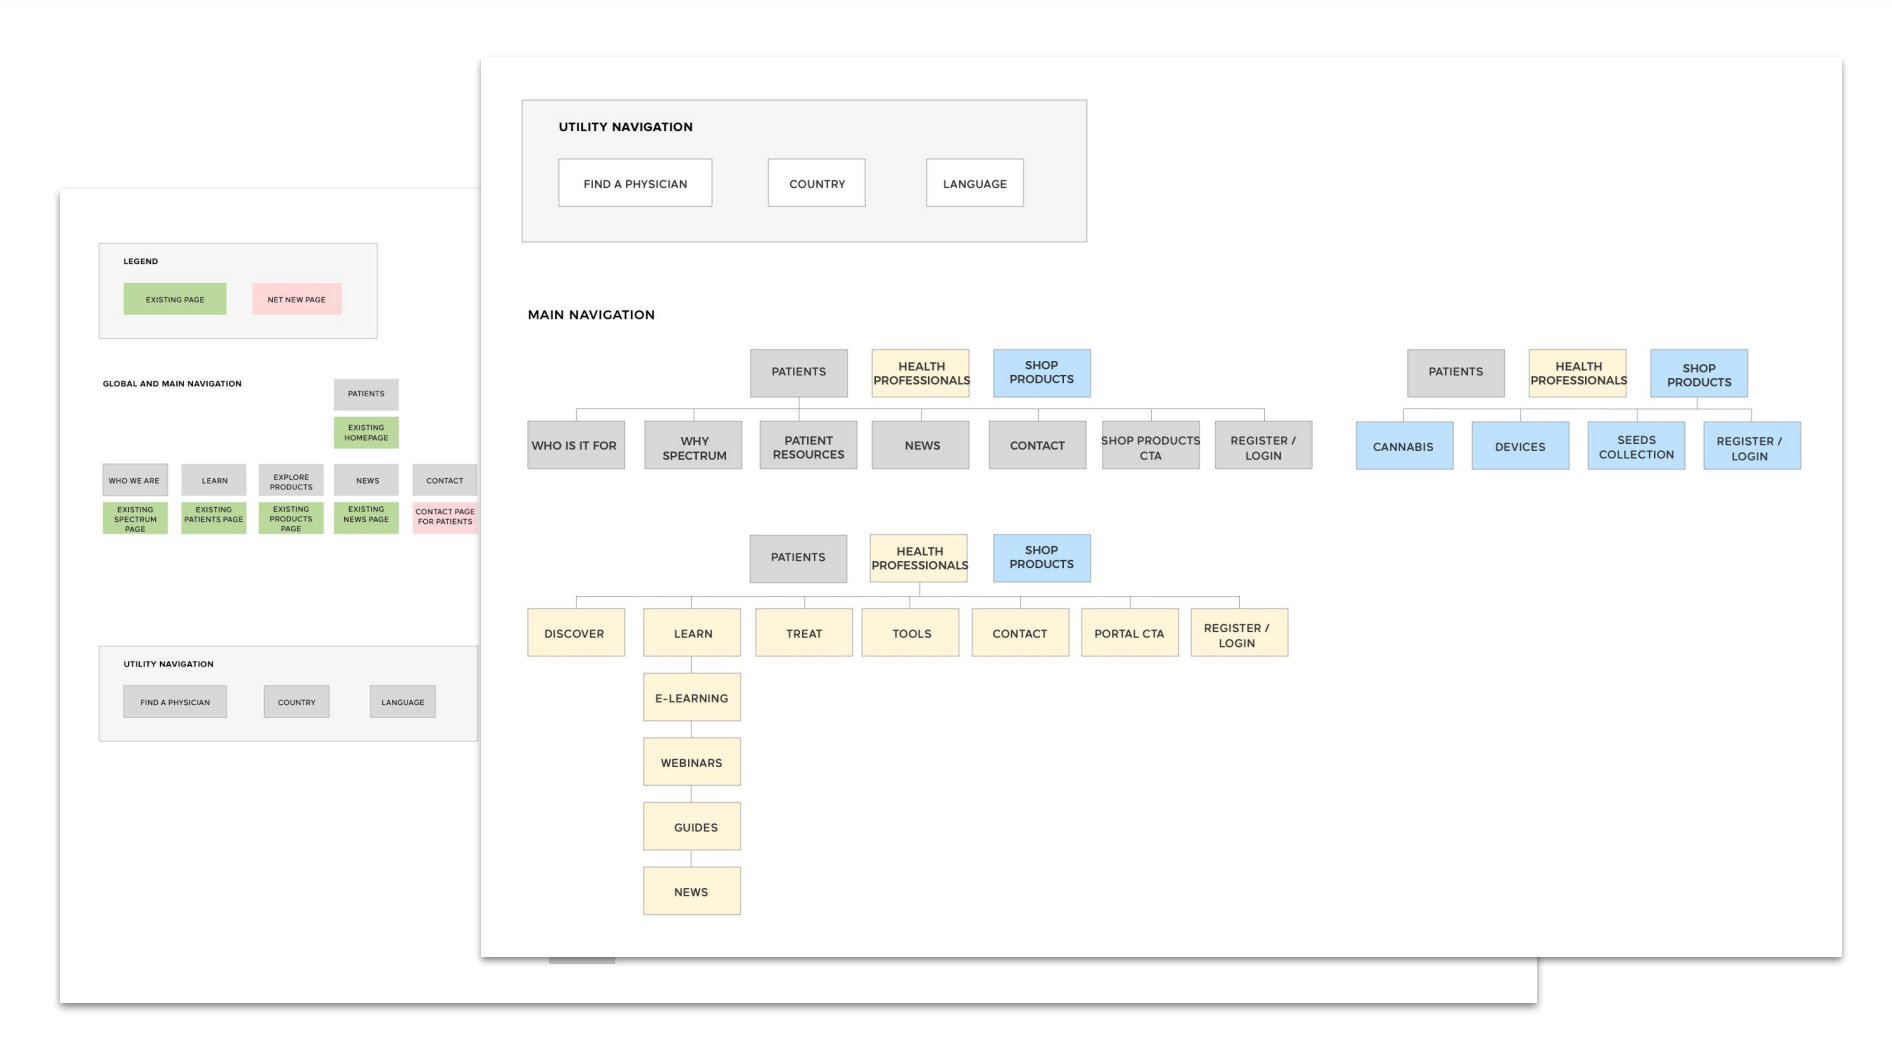 LEGEND
EXISTING PAGE
NET NEW PAGE
GLOBAL AND MAIN NAVIGATION
PATIENTS
EXISTING
HOMEPAGE
WHO WE ARE
LEARN
EXPLORE
PRODUCTS
NEWS
CONTACT
EXISTING
SPECTRUM
PAGE
EXISTING
PATIENTS PAGE
EXISTING
PRODUCTS
PAGE
EXISTING
NEWS PAGE
CONTACT PAGE
FOR PATIENTS
UTILITY NAVIGATION
FIND A PHYSICIAN
COUNTRY
LANGUAGE
UTILITY NAVIGATION
FIND A PHYSICIAN
COUNTRY
LANGUAGE
MAIN NAVIGATION
PATIENTS
HEALTH
PROFESSIONALS
SHOP
PRODUCTS
WHO IS IT FOR
WHY
SPECTRUM
PATIENT
RESOURCES
NEWS
CONTACT
SHOP PRODUCTS
CTA
REGISTER /
LOGIN
PATIENTS
HEALTH
PROFESSIONALS
SHOP
PRODUCTS
CANNABIS
DEVICES
SEEDS
COLLECTION
REGISTER /
LOGIN
PATIENTS
HEALTH
PROFESSIONALS
SHOP
PRODUCTS
DISCOVER
LEARN
TREAT
TOOLS
CONTACT
PORTAL CTA
REGISTER /
LOGIN
E-LEARNING
WEBINARS
GUIDES
NEWS